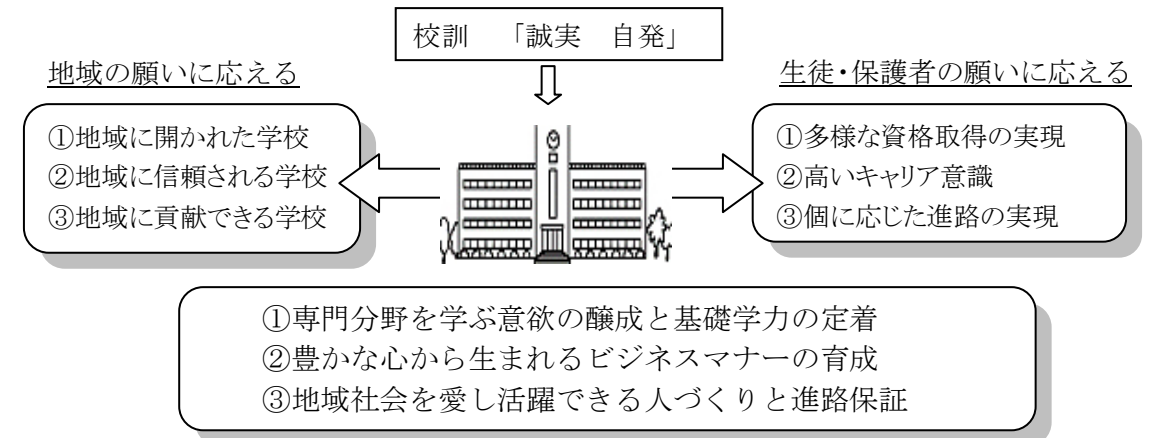 校訓　「誠実　自発」
地域の願いに応える
①地域に開かれた学校
②地域に信頼される学校
③地域に貢献できる学校
生徒・保護者の願いに応える
①多様な資格取得の実現
②高いキャリア意識
③個に応じた進路の実現
①専門分野を学ぶ意欲の醸成と基礎学力の定着
②豊かな心から生まれるビジネスマナーの育成
③地域社会を愛し活躍できる人づくりと進路保証